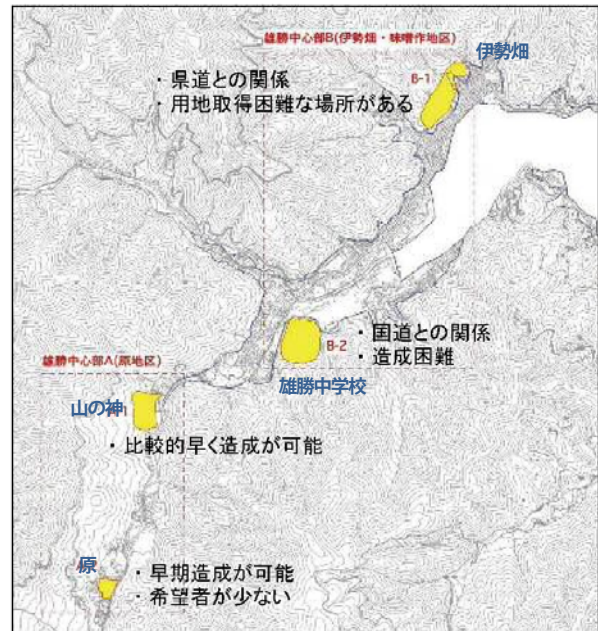 雄勝中心部B(伊勢畑・味噌作地区)
伊勢畑
B-1
・県道との関係
・用地取得困難な場所がある
B-2
・国道との関係
・造成困難
雄勝中学校
雄勝中心部A(原地区)
山の神
・比較的早く造成が可能
原
・早期造成が可能
・希望者が少ない